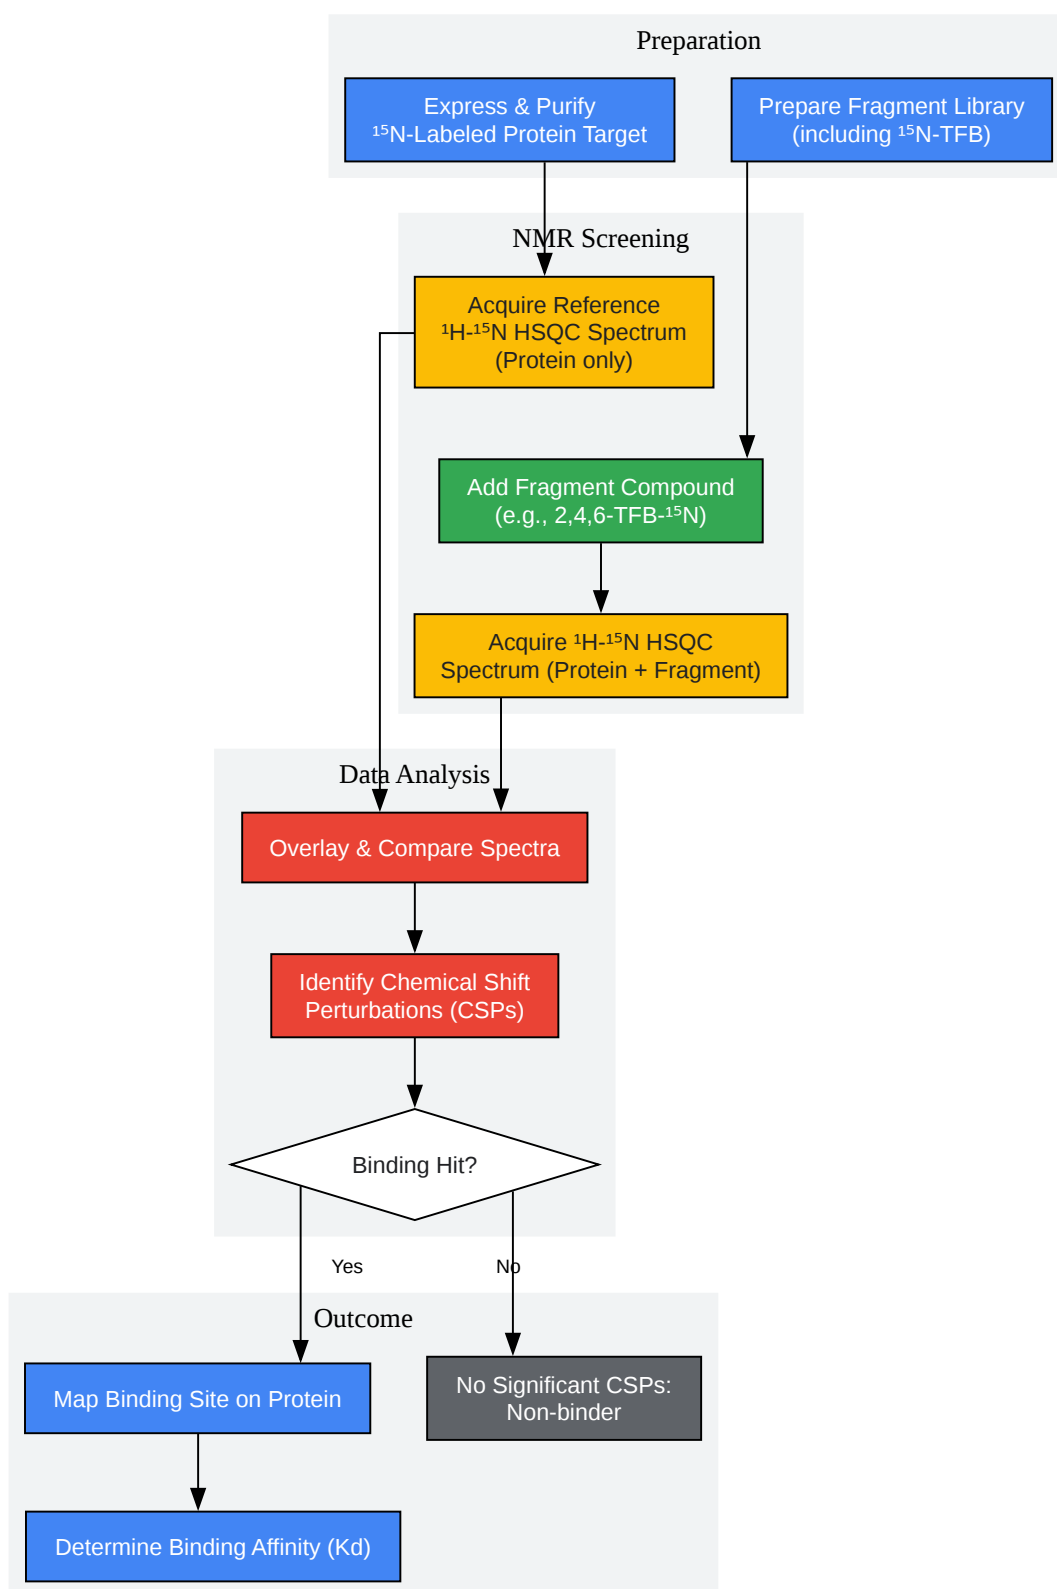 Preparation
Express & Purify
¹⁵N-Labeled Protein Target
Prepare Fragment Library
(including ¹⁵N-TFB)
NMR Screening
Acquire Reference
¹H-¹⁵N HSQC Spectrum
(Protein only)
Add Fragment Compound
(e.g., 2,4,6-TFB-¹⁵N)
Acquire ¹H-¹⁵N HSQC
Spectrum (Protein + Fragment)
Data Analysis
Overlay & Compare Spectra
Identify Chemical Shift
Perturbations (CSPs)
Binding Hit?
Yes
No
Outcome
Map Binding Site on Protein
No Significant CSPs:
Non-binder
Determine Binding Affinity (Kd)